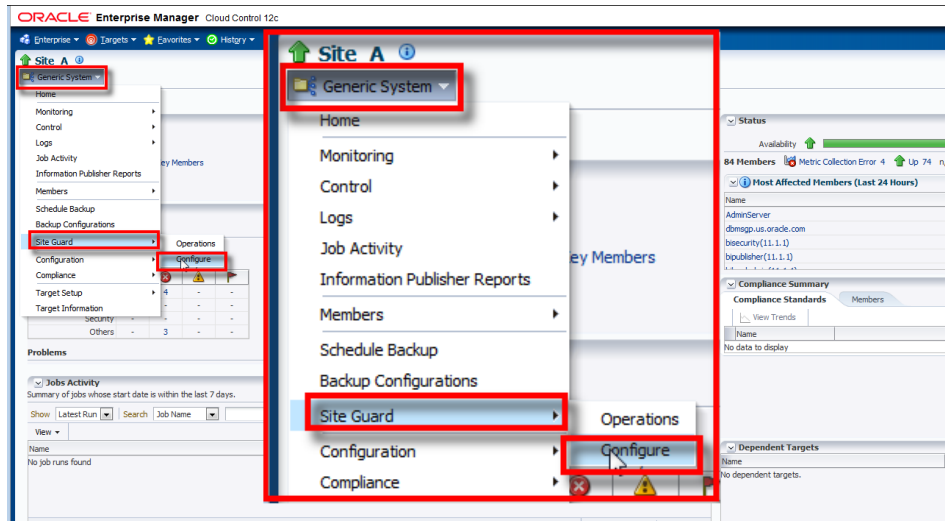 ORACLE Enterprise Manager Cloud Control 12c
Enterprise Targets Favorites History
Site A
Generic System
Home
Monitoring
Control
Logs
Job Activity
Information Publisher Reports
Members
Schedule Backup
Backup Configurations
Site Guard
Operations
Configuration
Configure
Compliance
Target Setup
4 - -
Target Information
- - -
Security - - - -
Others - 3 - -
ey Members
Problems
Jobs Activity
Summary of jobs whose start date is within the last 7 days.
Show Latest Run Search Job Name
View
Name
No job runs found
Site A
Generic System
Home
Monitoring
Control
Logs
Job Activity
ey Members
Information Publisher Reports
Members
Schedule Backup
Backup Configurations
Site Guard
Operations
Configuration
Configure
Compliance
Status
Availability
84 Members Metric Collection Error 4 Up 74
Most Affected Members (Last 24 Hours)
Name
AdminServer
dbmsgp.us.oracle.com
bisecurity(11.1.1)
bipublisher(11.1.1)
Compliance Summary
Compliance Standards Members
View Trends
Name
No data to display
Dependent Targets
Name
No dependent targets.